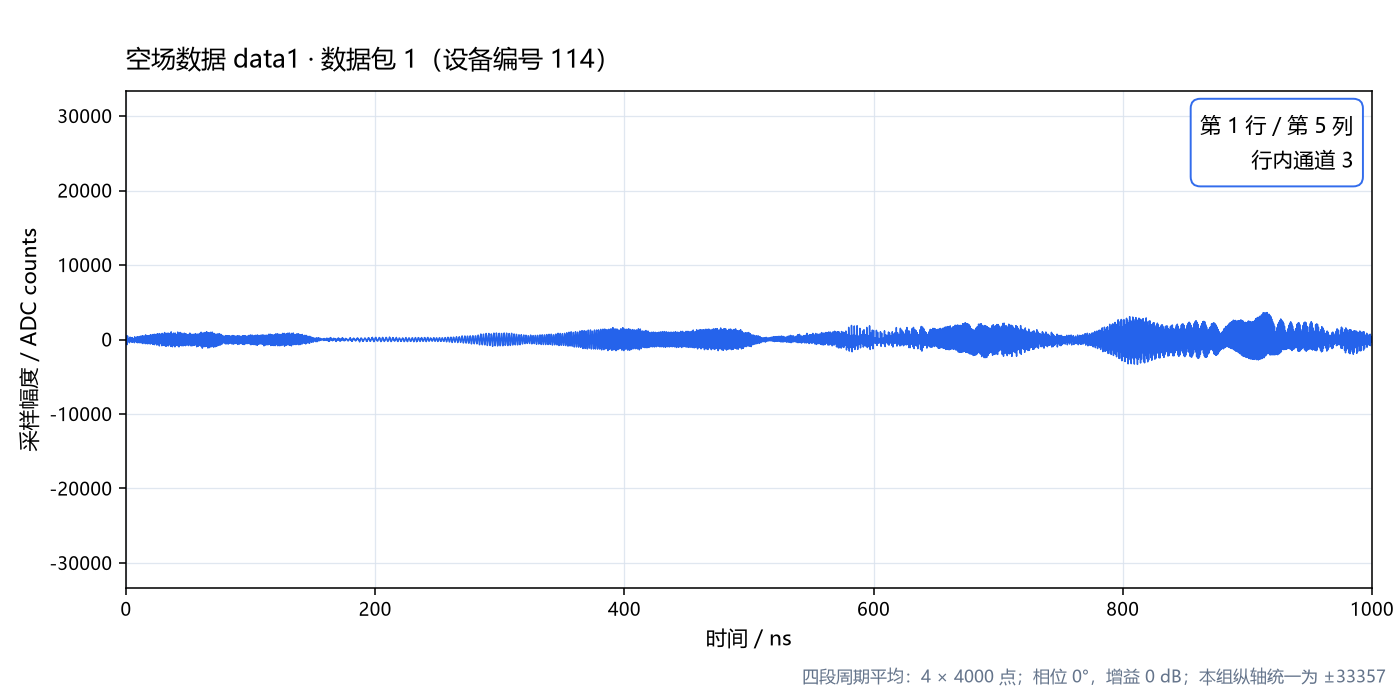 空场数据 data1 · 数据包 1（设备编号 114）
第 1 行 / 第 5 列
行内通道 3
30000
20000
10000
0
-10000
-20000
-30000
采样幅度 / ADC counts
0 200 400 600 800 1000
时间 / ns
四段周期平均：4 × 4000 点；相位 0°，增益 0 dB；本组纵轴统一为 ±33357